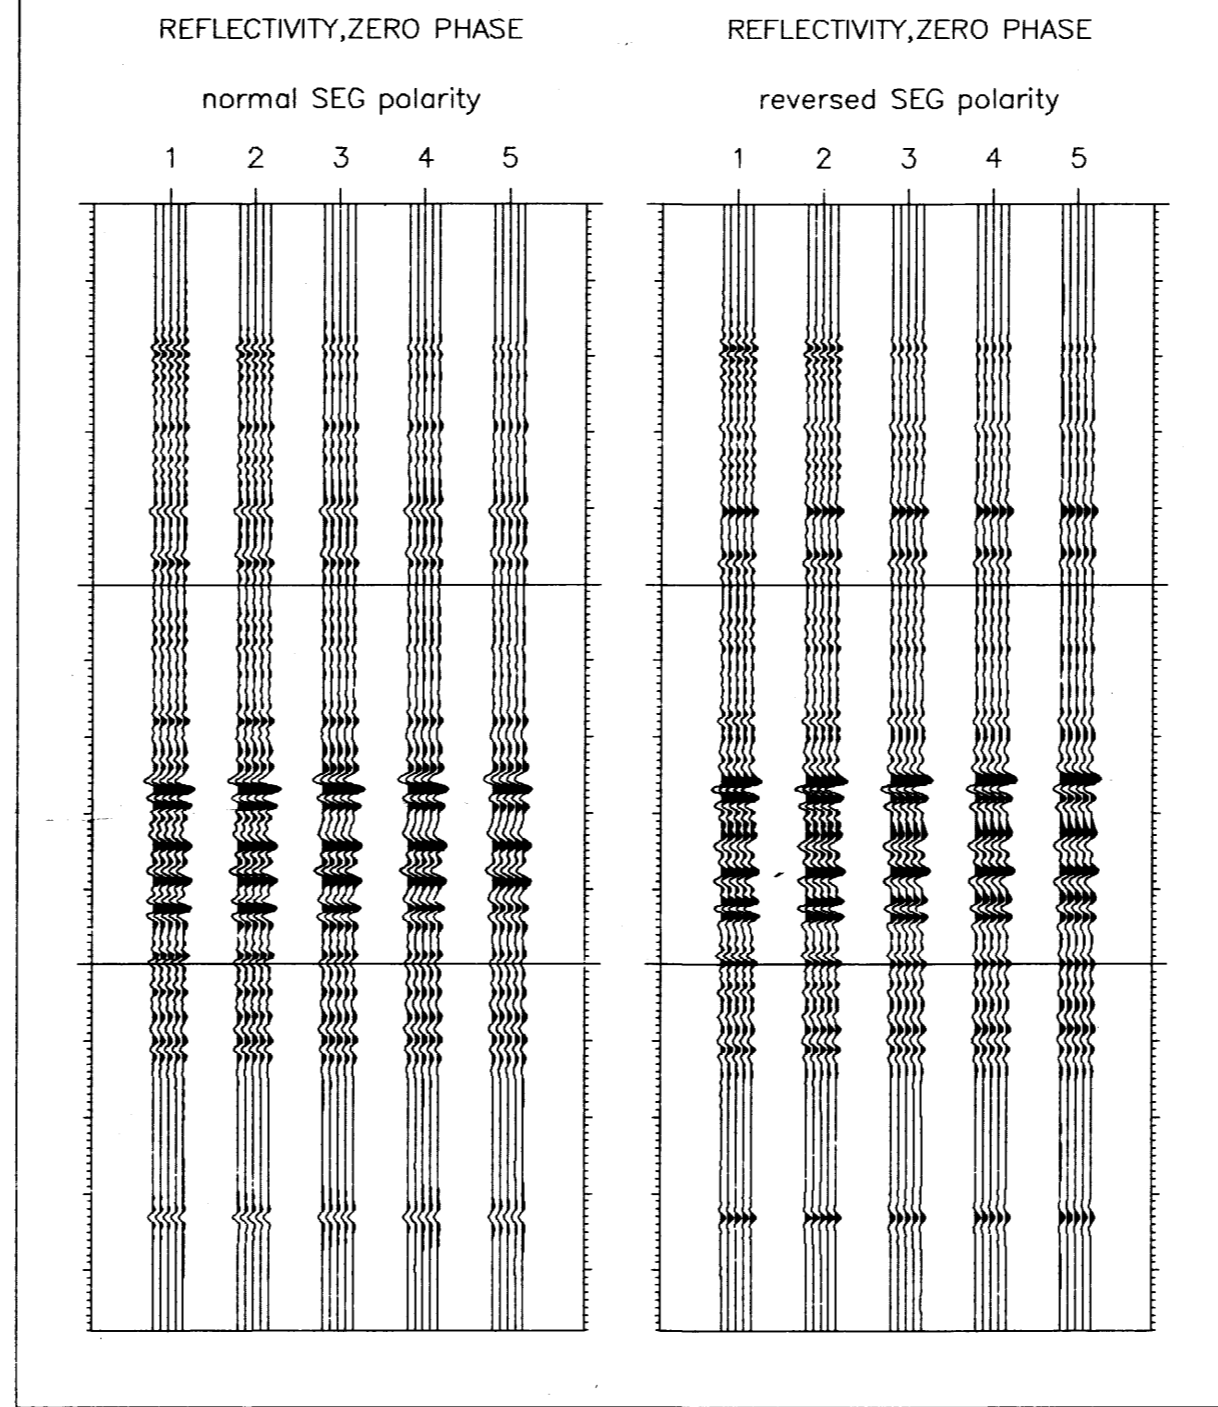 REFLECTIVITY,ZERO PHASE
normal SEG polarity
1 2 3 4 5
REFLECTIVITY,ZERO PHASE
reversed SEG polarity
1 2 3 4 5